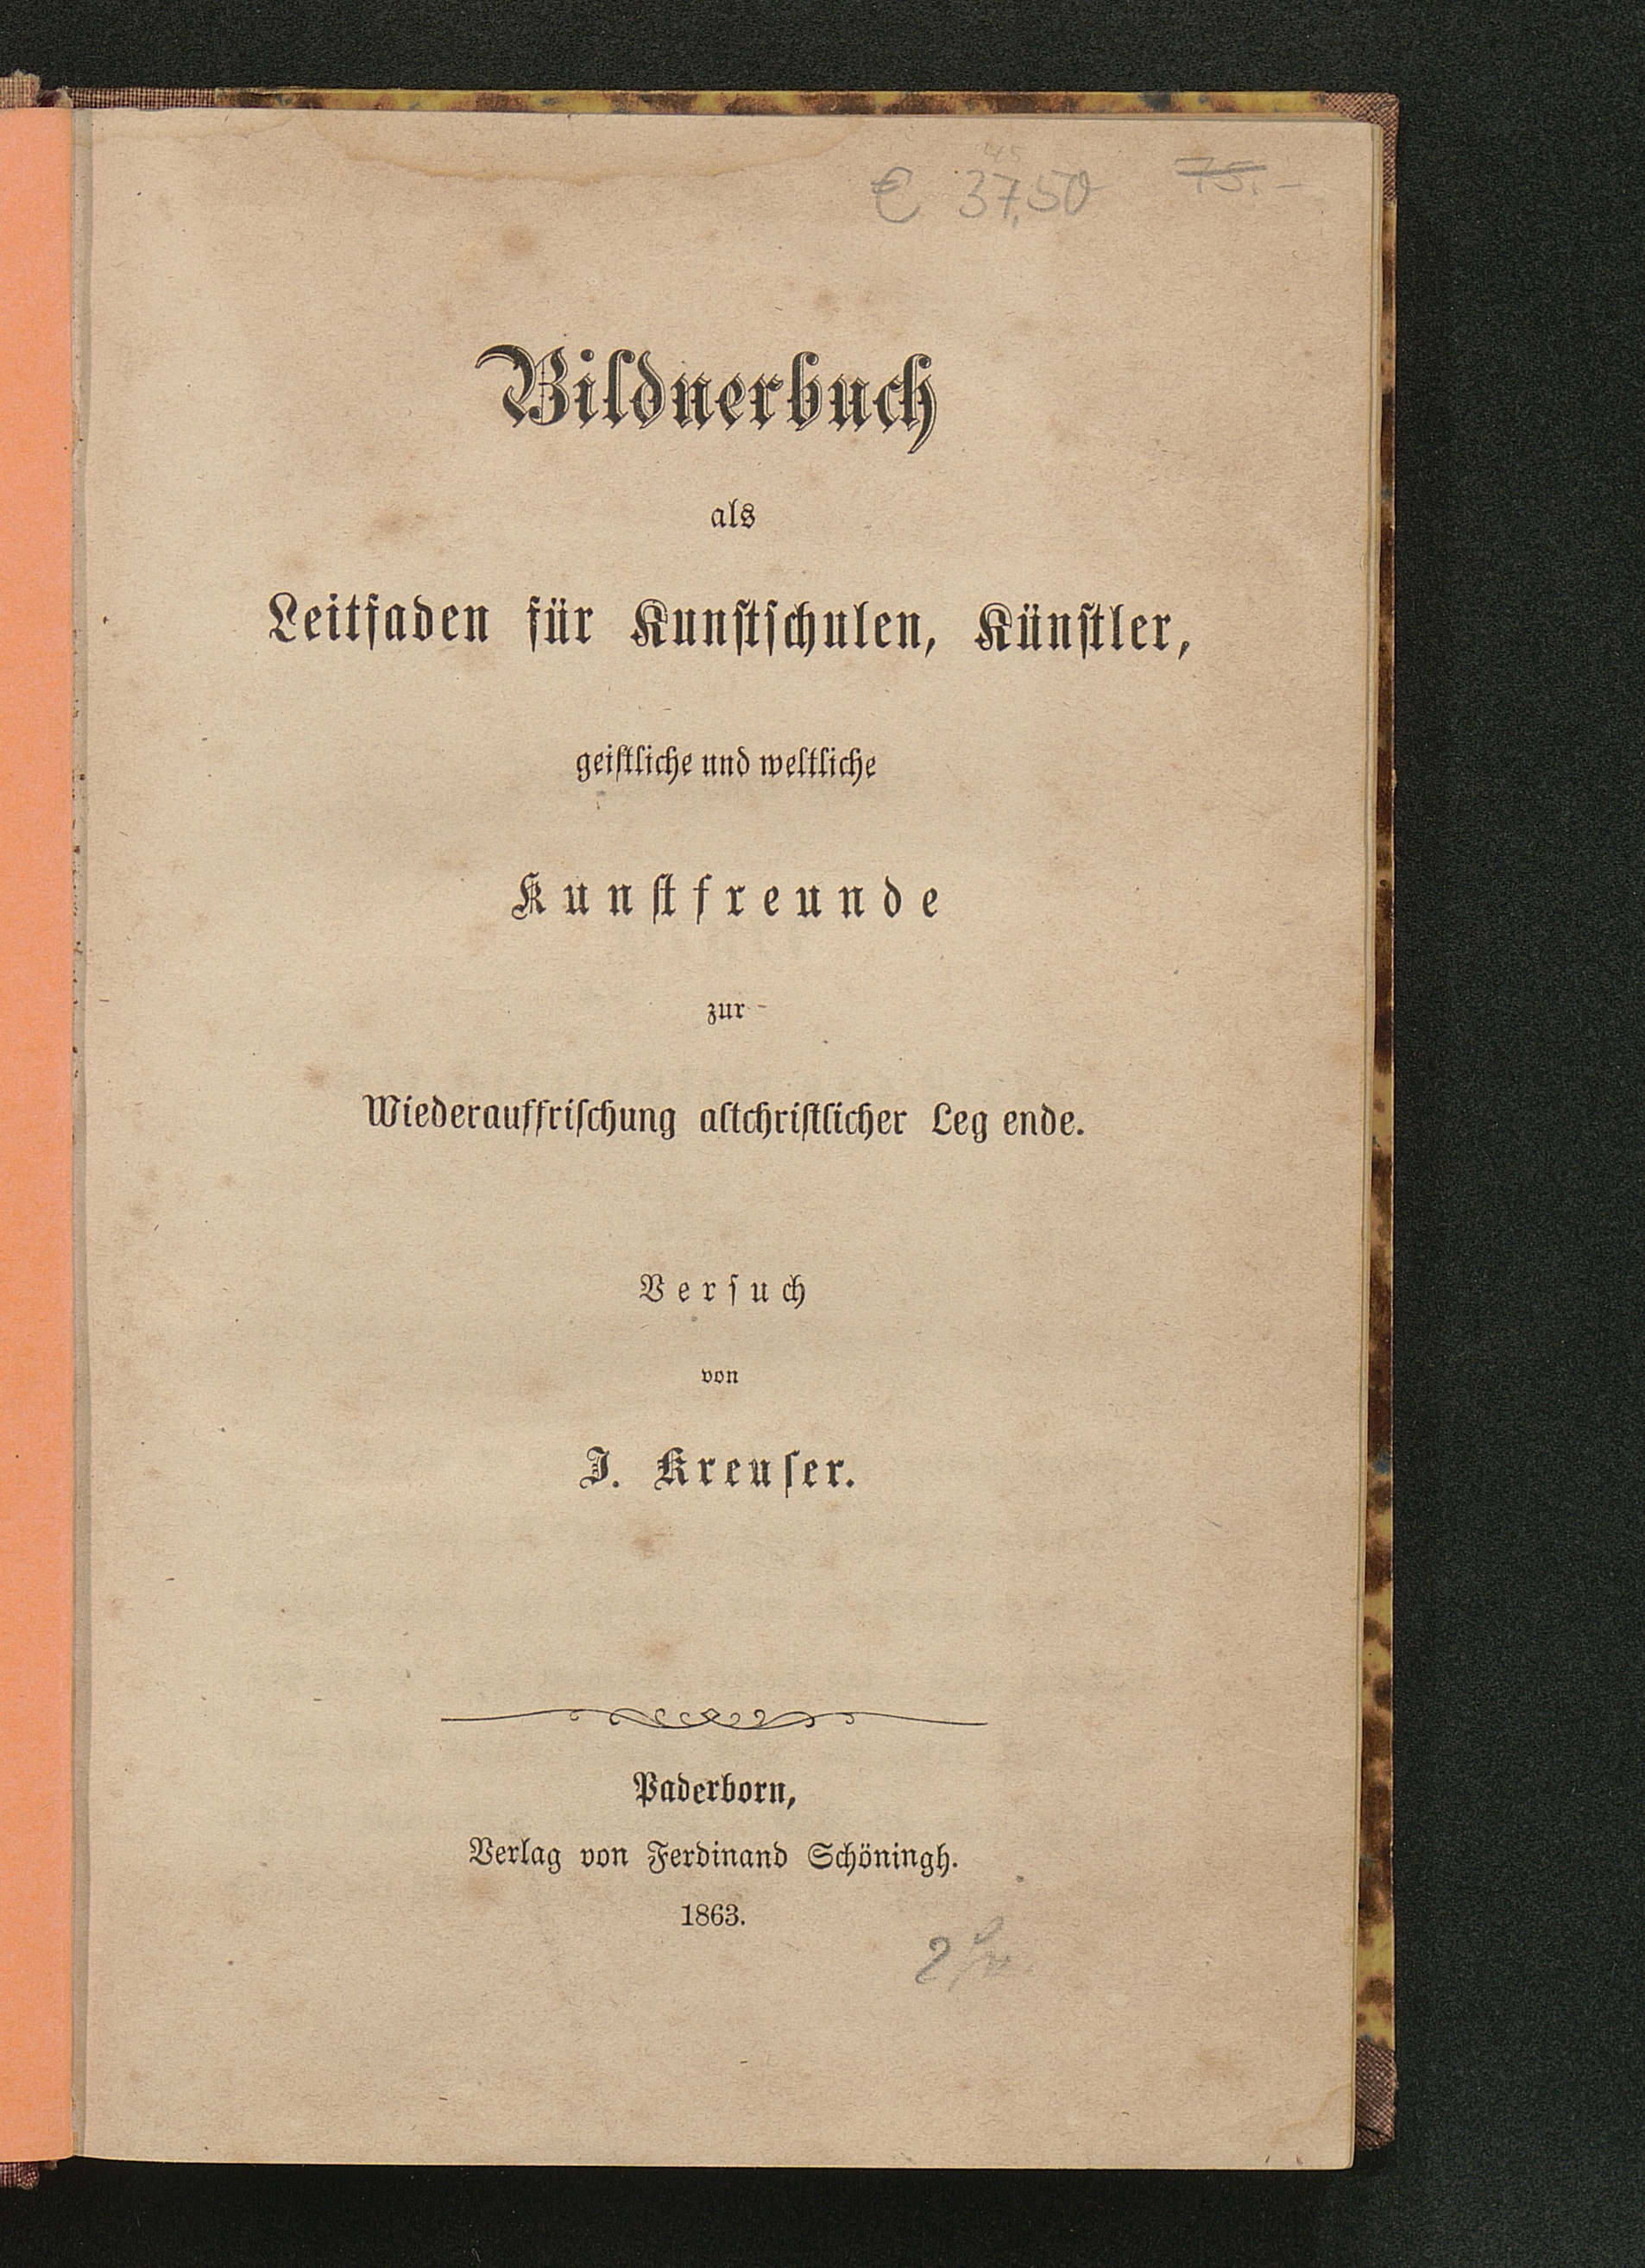 € 37,50 75.-
Bildnerbuch
als
Leitfaden für Kunstschulen, Künstler,
geistliche und weltliche
Kunstfreunde
zur
Wiederauffrischung altchristlicher Leg ende.
Versuch
von
J. Kreuser.
Paderborn,
Verlag von Ferdinand Schöningh.
1863.